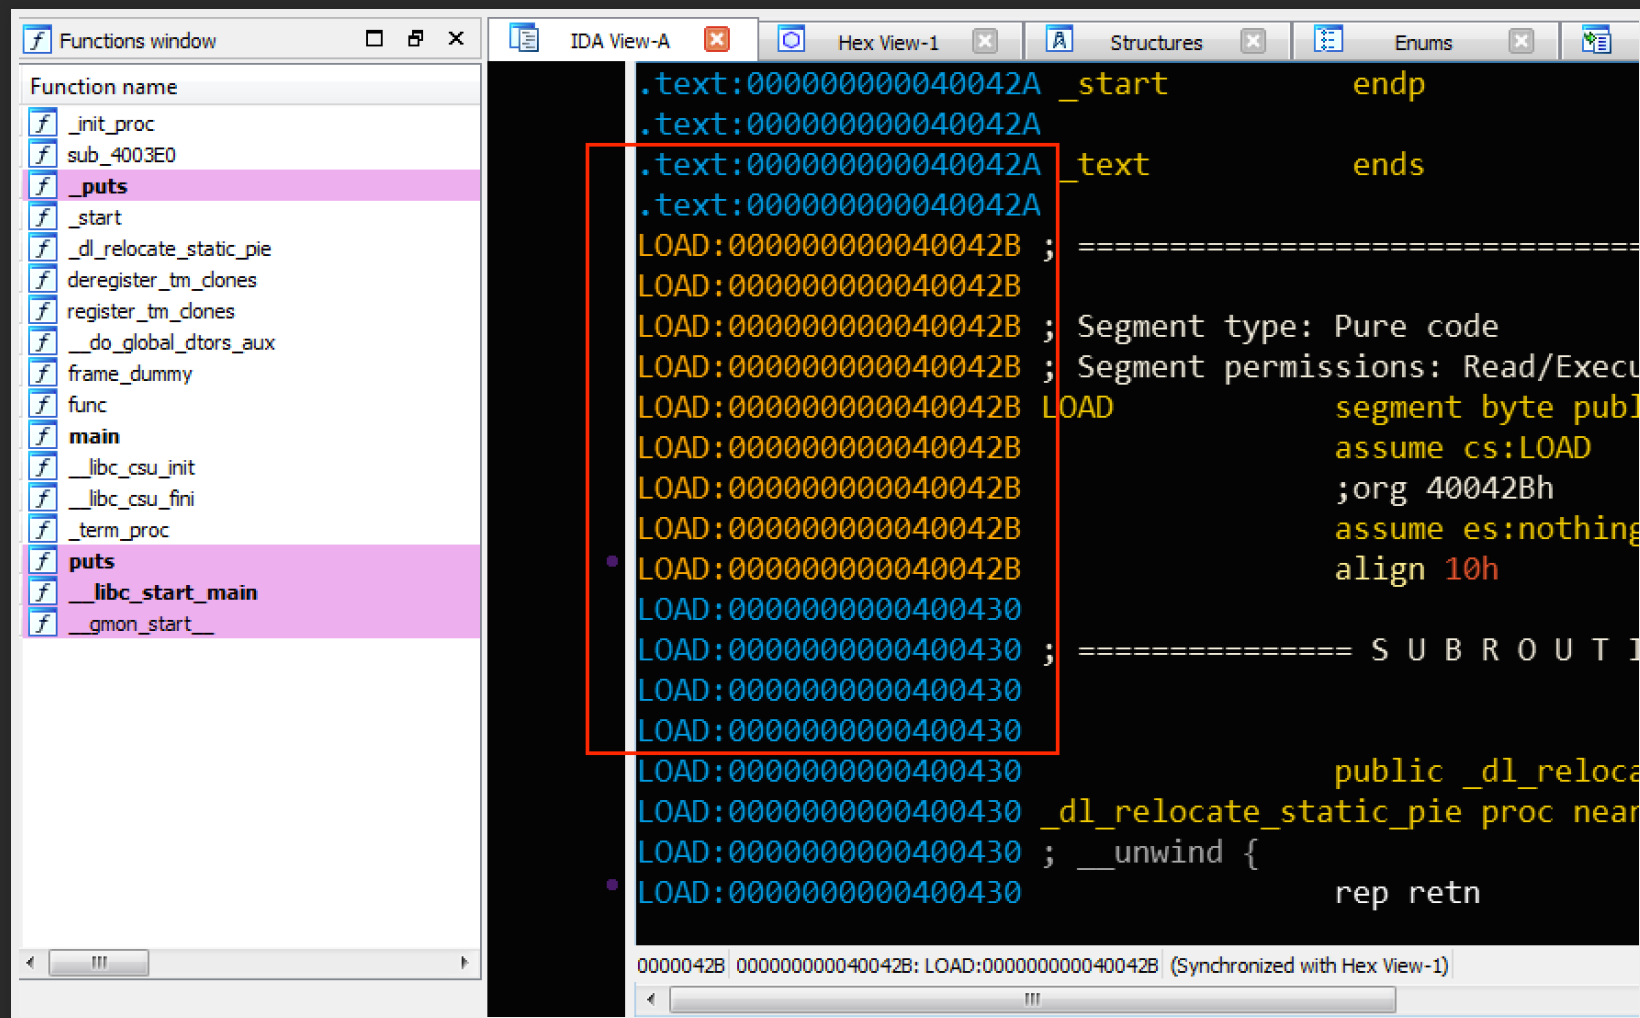 Functions window
Function name
_init_proc
sub_4003E0
_puts
_start
_dl_relocate_static_pie
deregister_tm_clones
register_tm_clones
__do_global_dtors_aux
frame_dummy
func
main
__libc_csu_init
__libc_csu_fini
_term_proc
puts
__libc_start_main
__gmon_start__
IDA View-A
Hex View-1
Structures
Enums
.text:000000000040042A _start endp
.text:000000000040042A
.text:000000000040042A _text ends
.text:000000000040042A
LOAD:000000000040042B ; ===============================
LOAD:000000000040042B
LOAD:000000000040042B ; Segment type: Pure code
LOAD:000000000040042B ; Segment permissions: Read/Execu
LOAD:000000000040042B LOAD segment byte publ
LOAD:000000000040042B assume cs:LOAD
LOAD:000000000040042B ;org 40042Bh
LOAD:000000000040042B assume es:nothing
LOAD:000000000040042B align 10h
LOAD:0000000000400430
LOAD:0000000000400430 ; =============== S U B R O U T I
LOAD:0000000000400430
LOAD:0000000000400430
LOAD:0000000000400430 public _dl_reloca
LOAD:0000000000400430 _dl_relocate_static_pie proc near
LOAD:0000000000400430 ; __unwind {
LOAD:0000000000400430 rep retn
0000042B 000000000040042B: LOAD:000000000040042B (Synchronized with Hex View-1)